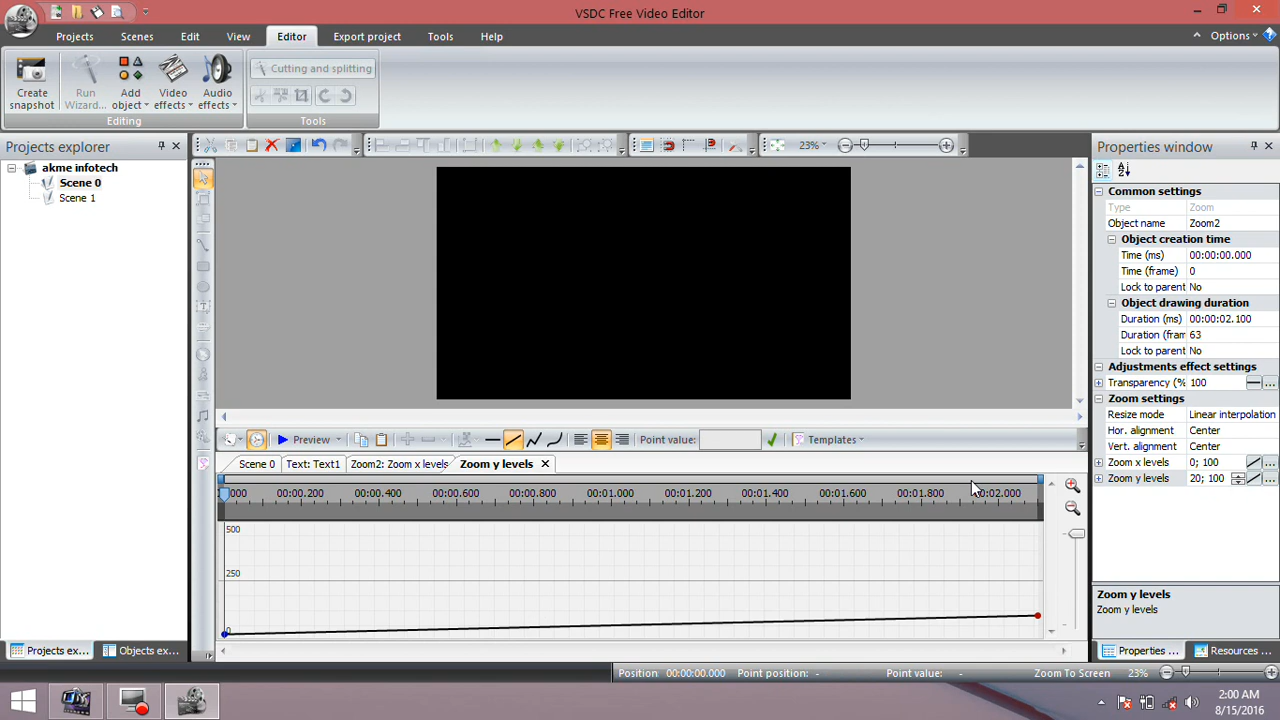 VSDC Free Video Editor
Projects Scenes Edit View Editor Export project Tools Help Options
Create snapshot
Run Wizard...
Add object
Video effects
Audio effects
Cutting and splitting
Editing Tools
Projects explorer
akme infotech
Scene 0
Scene 1
23%
Properties window
Common settings
Type Zoom
Object name Zoom2
Object creation time
Time (ms) 00:00:00.000
Time (frame) 0
Lock to parent No
Object drawing duration
Duration (ms) 00:00:02.100
Duration (fram 63
Lock to parent No
Adjustments effect settings
Transparency (% 100
Zoom settings
Resize mode Linear interpolation
Hor. alignment Center
Vert. alignment Center
Zoom x levels 0; 100
Zoom y levels 20; 100
Preview Point value: Templates
Scene 0 Text: Text1 Zoom2: Zoom x levels Zoom y levels
000 00:00.200 00:00.400 00:00.600 00:00.800 00:01.000 00:01.200 00:01.400 00:01.600 00:01.800 00:02.000
500
250
0
Zoom y levels
Zoom y levels
Projects ex... Objects ex... Properties ... Resources ...
Position 00:00:00.000 Point position: - Point value: - Zoom To Screen 23%
2:00 AM
8/15/2016